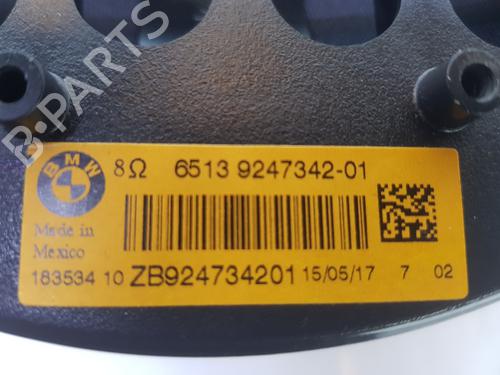 B-PARTS
BMW
8Ω 6513 9247342-01
Made in
Mexico
183534 10 ZB924734201 15/05/17 7 02